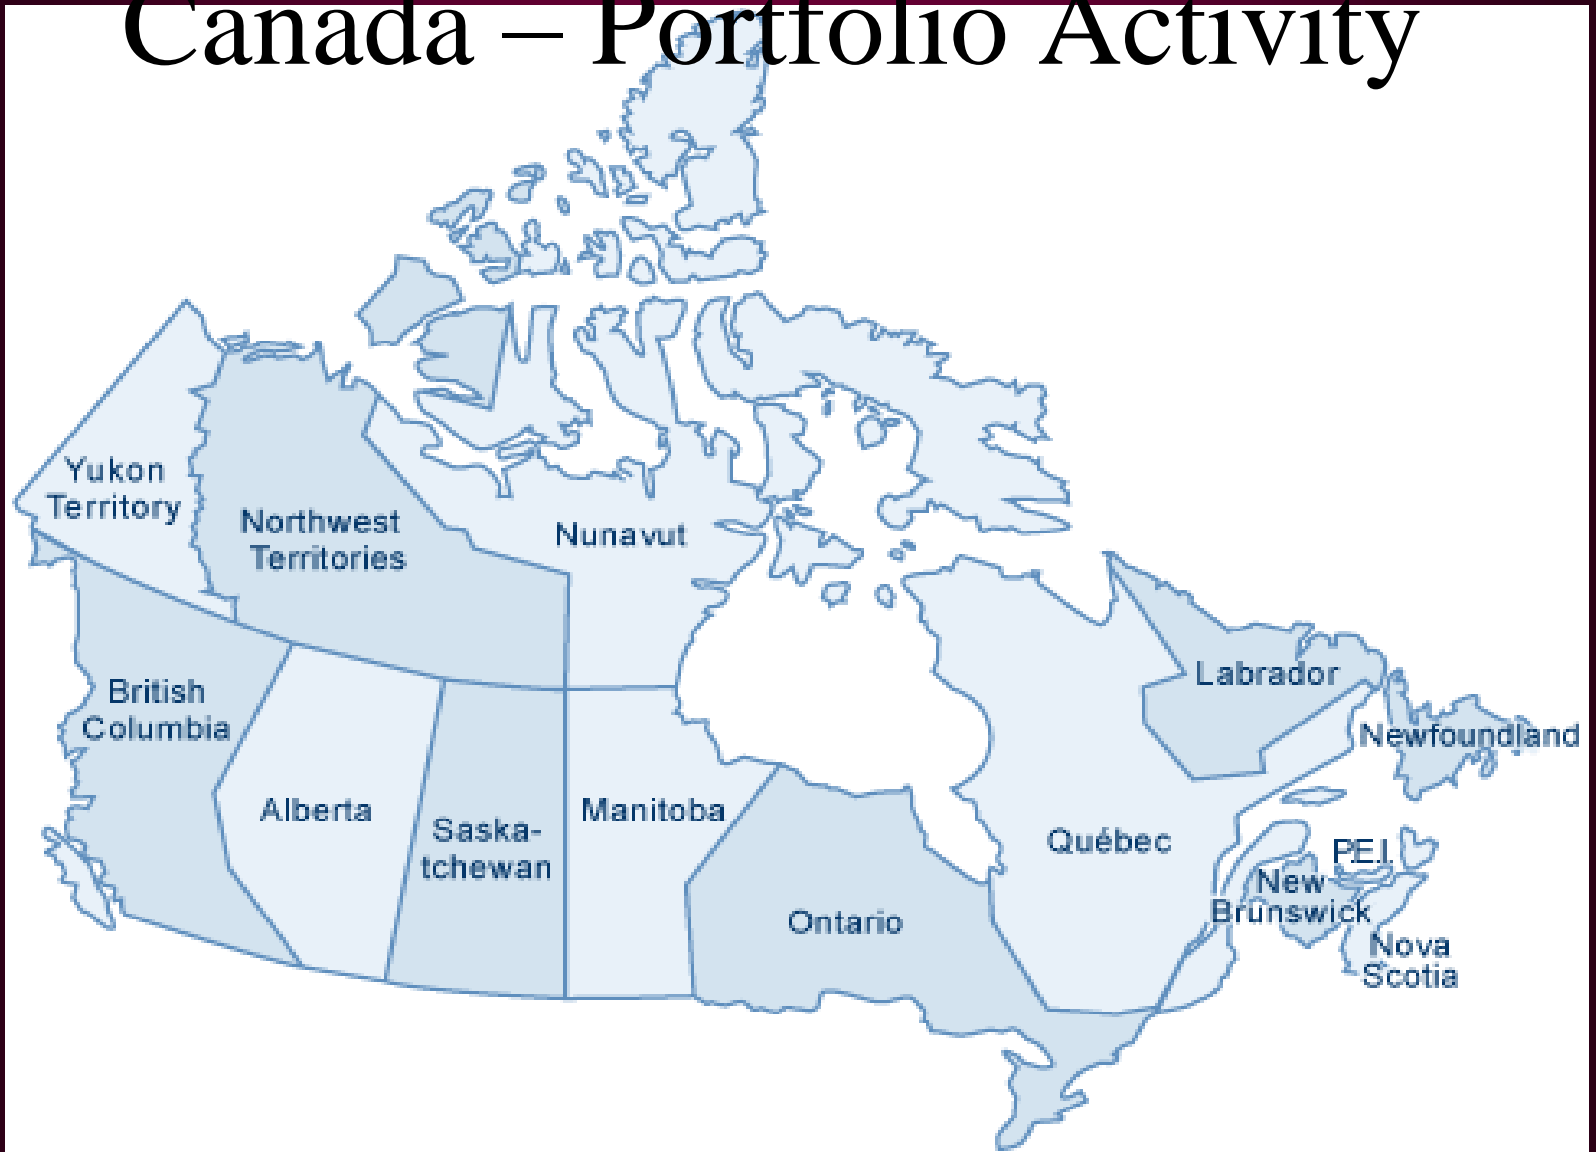 Canada – Portfolio Activity
Yukon
Territory
Northwest
Territories
Nunavut
British
Columbia
Alberta
Saska-
tchewan
Manitoba
Ontario
Québec
Labrador
Newfoundland
P.E.I.
New
Brunswick
Nova
Scotia